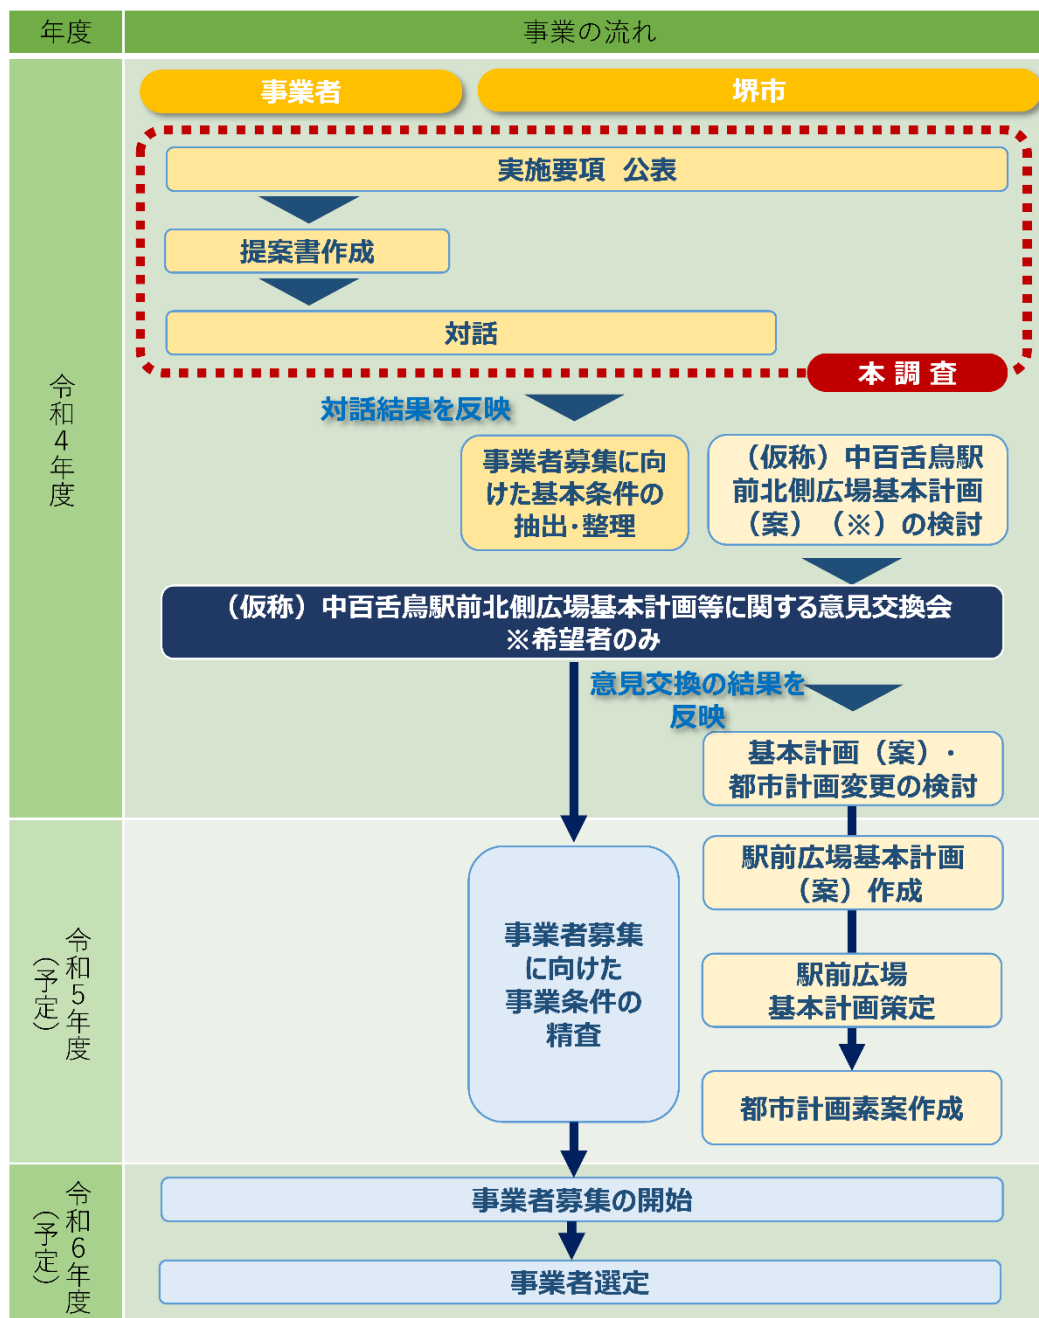 年度
事業の流れ
令和4年度
事業者
堺市
実施要項 公表
提案書作成
対話
本調査
対話結果を反映
事業者募集に向
けた基本条件の
抽出・整理
（仮称）中百舌鳥駅
前北側広場基本計画
（案）（※）の検討
（仮称）中百舌鳥駅前北側広場基本計画等に関する意見交換会
※希望者のみ
意見交換の結果を
反映
基本計画（案）・
都市計画変更の検討
令和5年度
（予定）
事業者募集
に向けた
事業条件の
精査
駅前広場基本計画
（案）作成
駅前広場
基本計画策定
都市計画素案作成
令和6年度
（予定）
事業者募集の開始
事業者選定